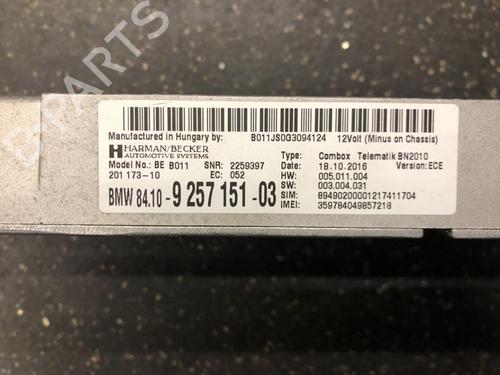 Manufactured in Hungary by: B011JS0G3094124 12Volt (Minus on Chassis)
HARMAN/BECKER
AUTOMOTIVE SYSTEMS
Type: Combox Telematik BN2010
Model No.: BE B011 SNR: 2259397 Date: 18.10.2016 Version: ECE
201 173-10 EC: 052 HW: 005.011.004
SW: 003.004.031
BMW 84.10 - 9 257 151 - 03 SIM: 89490200001217411704
IMEI: 359784049857218
B-PARTS